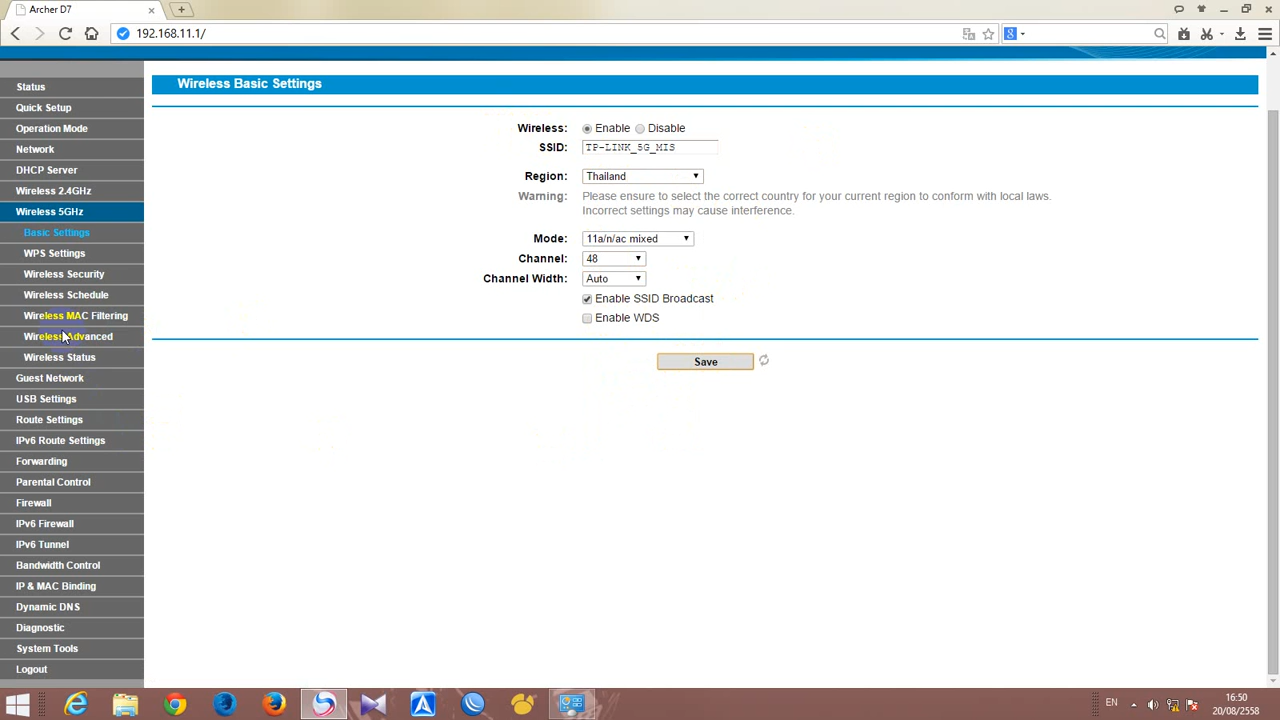 Archer D7
192.168.11.1/
Status
Quick Setup
Operation Mode
Network
DHCP Server
Wireless 2.4GHz
Wireless 5GHz
Basic Settings
WPS Settings
Wireless Security
Wireless Schedule
Wireless MAC Filtering
Wireless Advanced
Wireless Status
Guest Network
USB Settings
Route Settings
IPv6 Route Settings
Forwarding
Parental Control
Firewall
IPv6 Firewall
IPv6 Tunnel
Bandwidth Control
IP & MAC Binding
Dynamic DNS
Diagnostic
System Tools
Logout
Wireless Basic Settings
Wireless: Enable Disable
SSID: TP-LINK_5G_MIS
Region: Thailand
Warning: Please ensure to select the correct country for your current region to conform with local laws.
Incorrect settings may cause interference.
Mode: 11a/n/ac mixed
Channel: 48
Channel Width: Auto
Enable SSID Broadcast
Enable WDS
Save
EN
16:50
20/08/2558